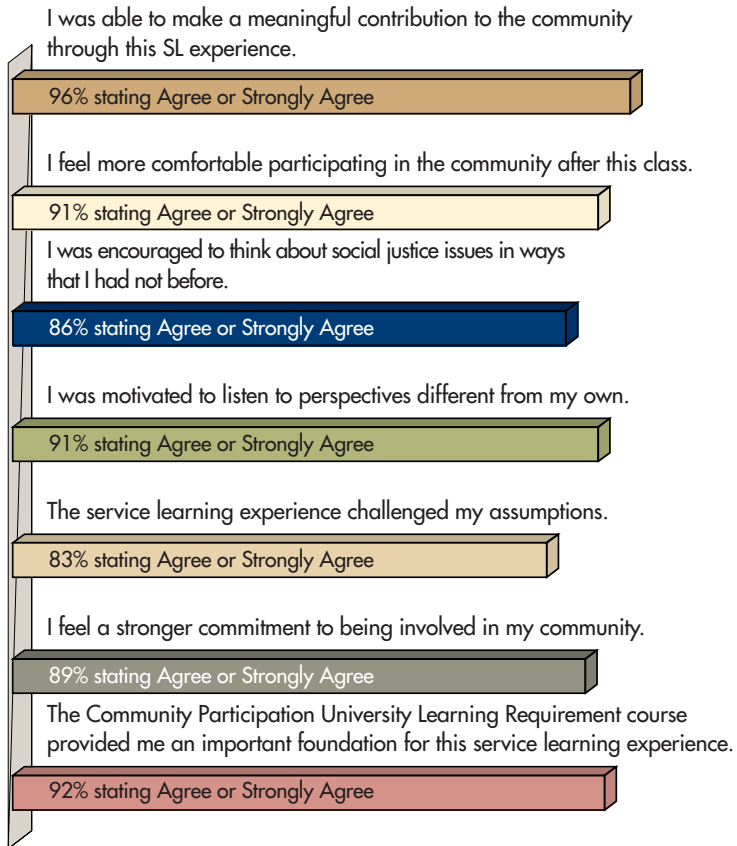 I was able to make a meaningful contribution to the community
through this SL experience.
96% stating Agree or Strongly Agree
I feel more comfortable participating in the community after this class.
91% stating Agree or Strongly Agree
I was encouraged to think about social justice issues in ways
that I had not before.
86% stating Agree or Strongly Agree
I was motivated to listen to perspectives different from my own.
91% stating Agree or Strongly Agree
The service learning experience challenged my assumptions.
83% stating Agree or Strongly Agree
I feel a stronger commitment to being involved in my community.
89% stating Agree or Strongly Agree
The Community Participation University Learning Requirement course
provided me an important foundation for this service learning experience.
92% stating Agree or Strongly Agree